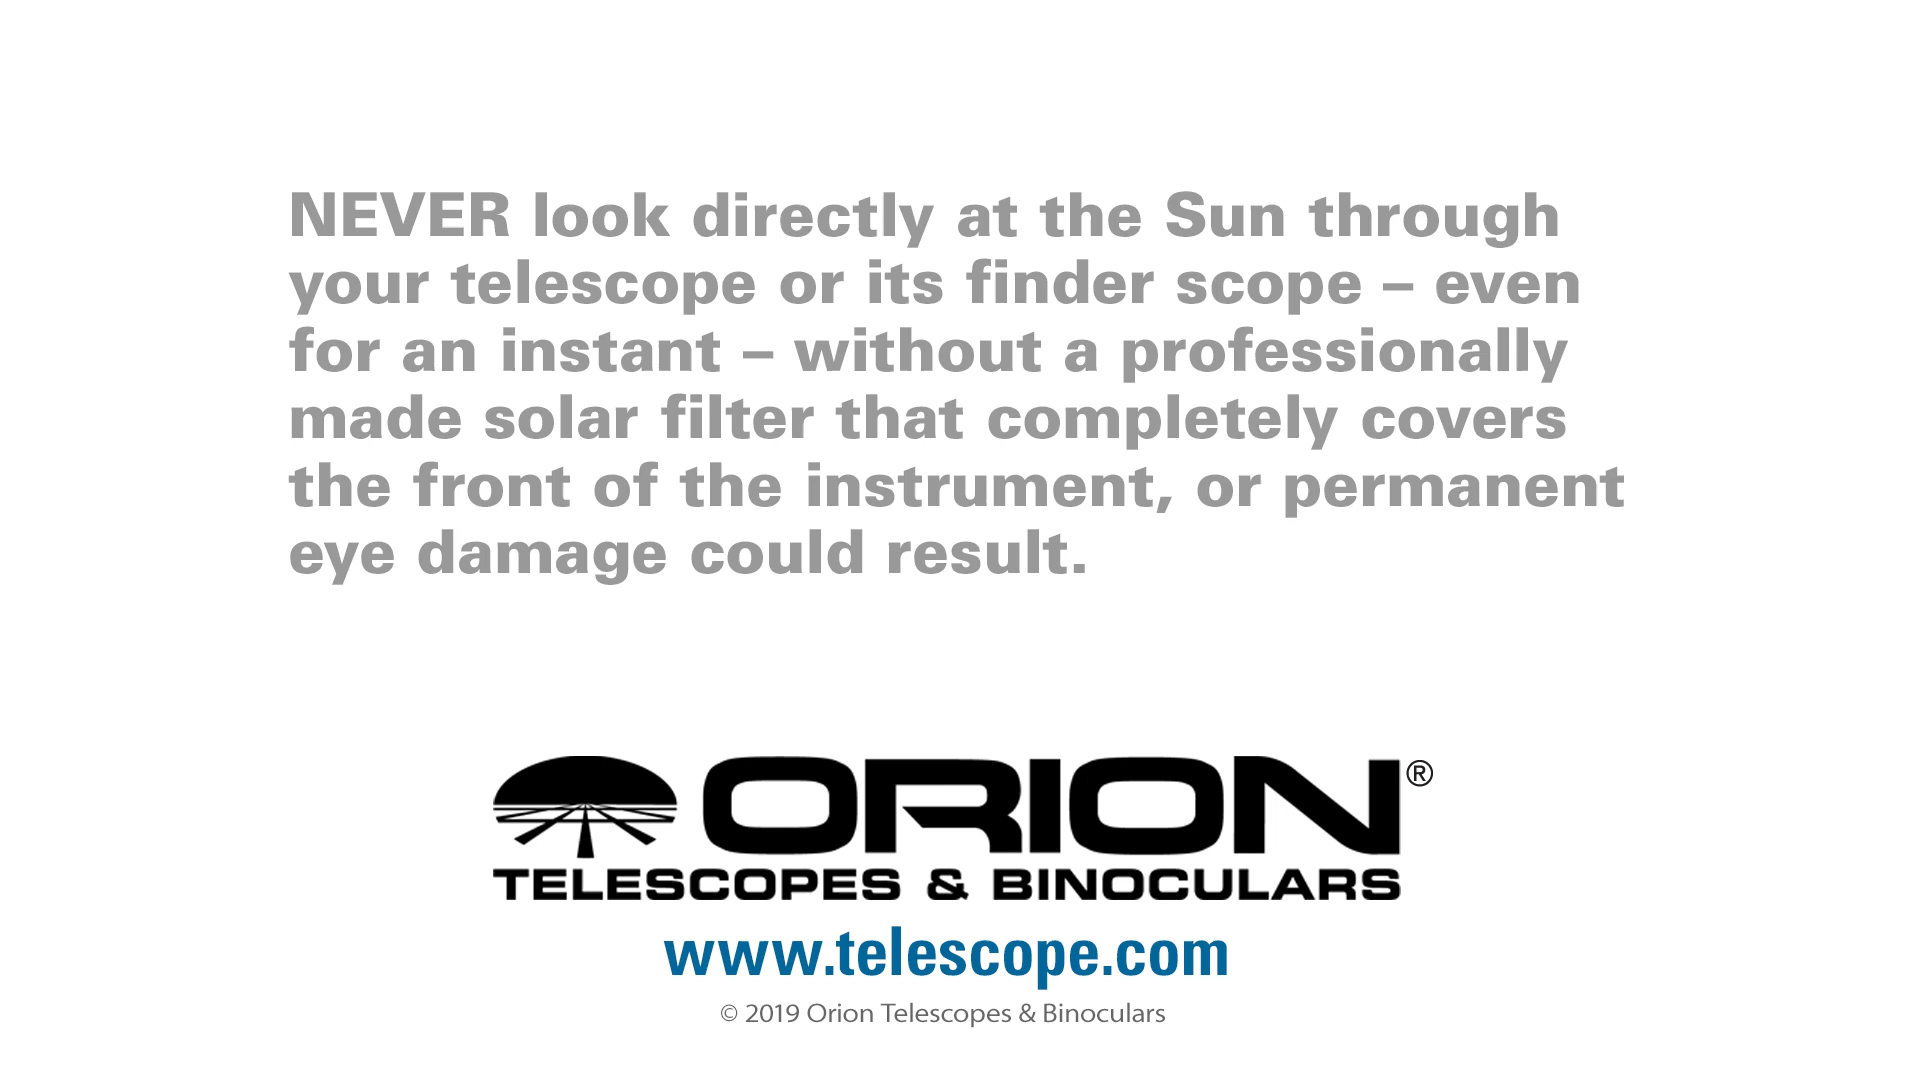 NEVER look directly at the Sun through
your telescope or its finder scope – even
for an instant – without a professionally
made solar filter that completely covers
the front of the instrument, or permanent
eye damage could result.
ORION®
TELESCOPES & BINOCULARS
www.telescope.com
© 2019 Orion Telescopes & Binoculars